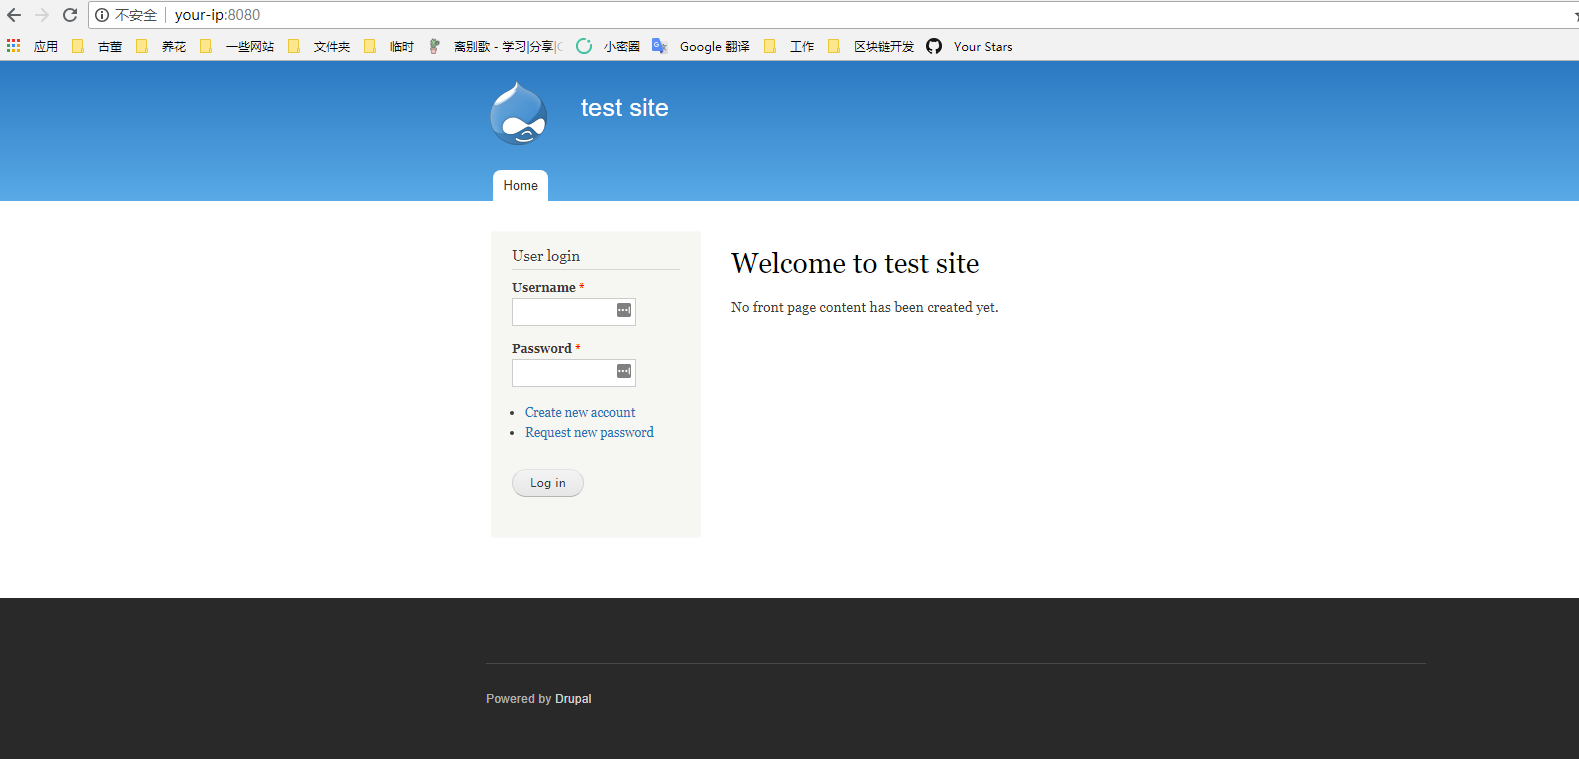 不安全 your-ip:8080
应用 古董 养花 一些网站 文件夹 临时 离别歌 - 学习|分享| 小密圈 Google 翻译 工作 区块链开发 Your Stars
test site
Home
User login
Username *
Password *
Create new account
Request new password
Log in
Welcome to test site
No front page content has been created yet.
Powered by Drupal